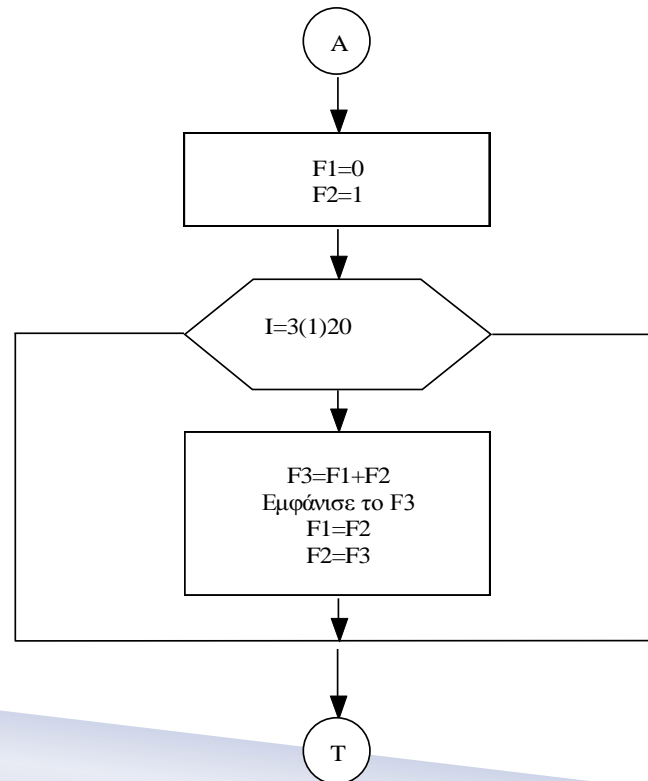 Α
F1=0
F2=1
I=3(1)20
F3=F1+F2
Εμφάνισε το F3
F1=F2
F2=F3
Τ